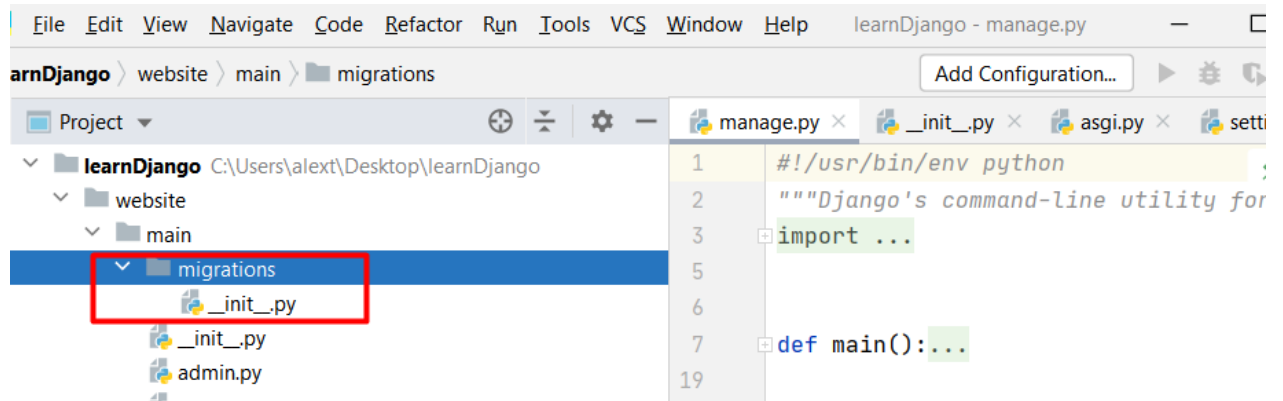 File Edit View Navigate Code Refactor Run Tools VCS Window Help learnDjango - manage.py
arnDjango website main migrations Add Configuration...
Project manage.py __init__.py asgi.py setti
learnDjango C:\Users\alext\Desktop\learnDjango 1 #!/usr/bin/env python
website 2 """Django's command-line utility for
main 3 import ...
migrations 5
__init__.py 6
__init__.py 7 def main():...
admin.py 19